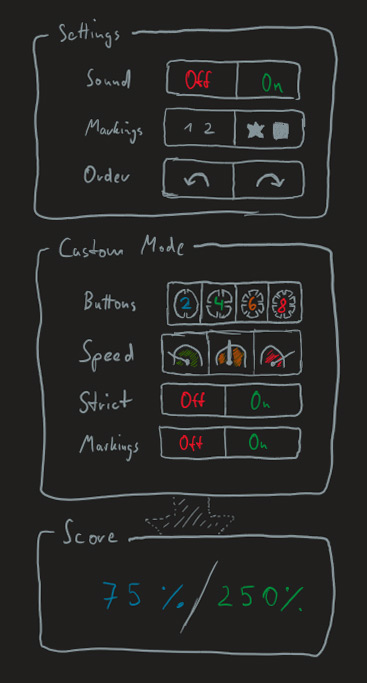 Settings
Sound Off On
Markings 1 2
Order
Custom Mode
Buttons 2 4 6 8
Speed
Strict Off On
Markings Off On
Score
75 % / 250%